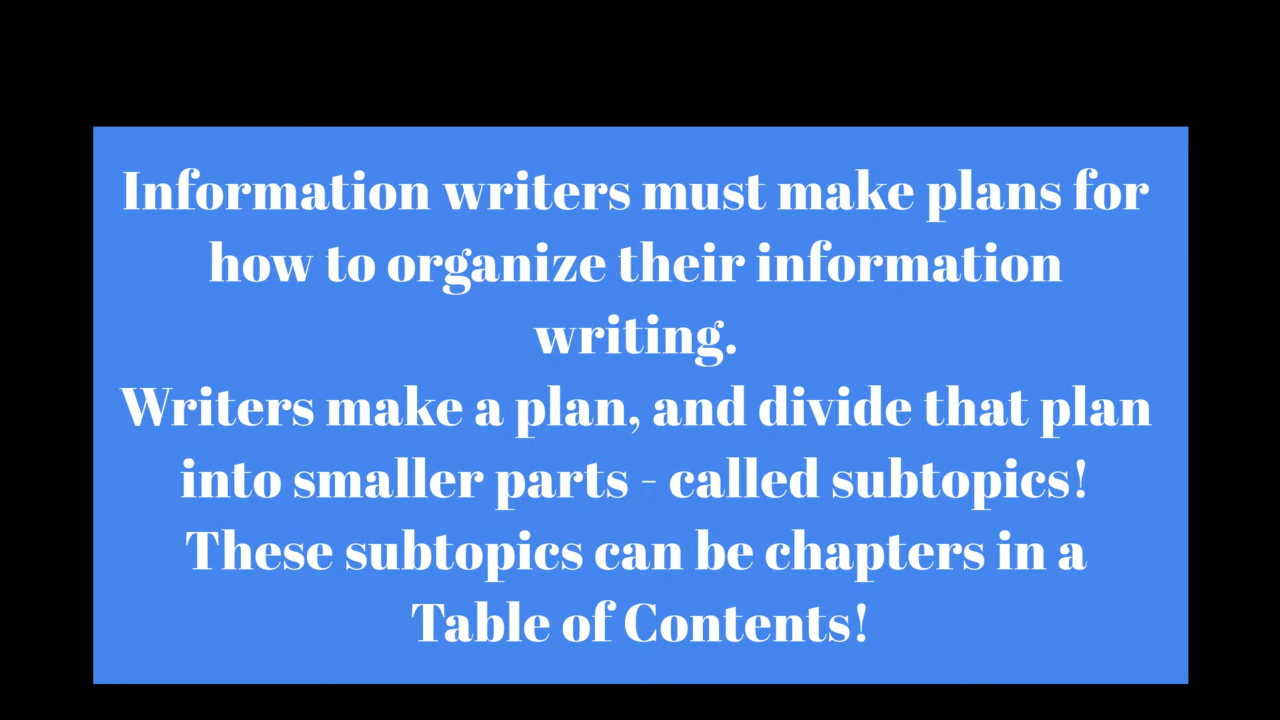 Information writers must make plans for
how to organize their information
writing.
Writers make a plan, and divide that plan
into smaller parts - called subtopics!
These subtopics can be chapters in a
Table of Contents!